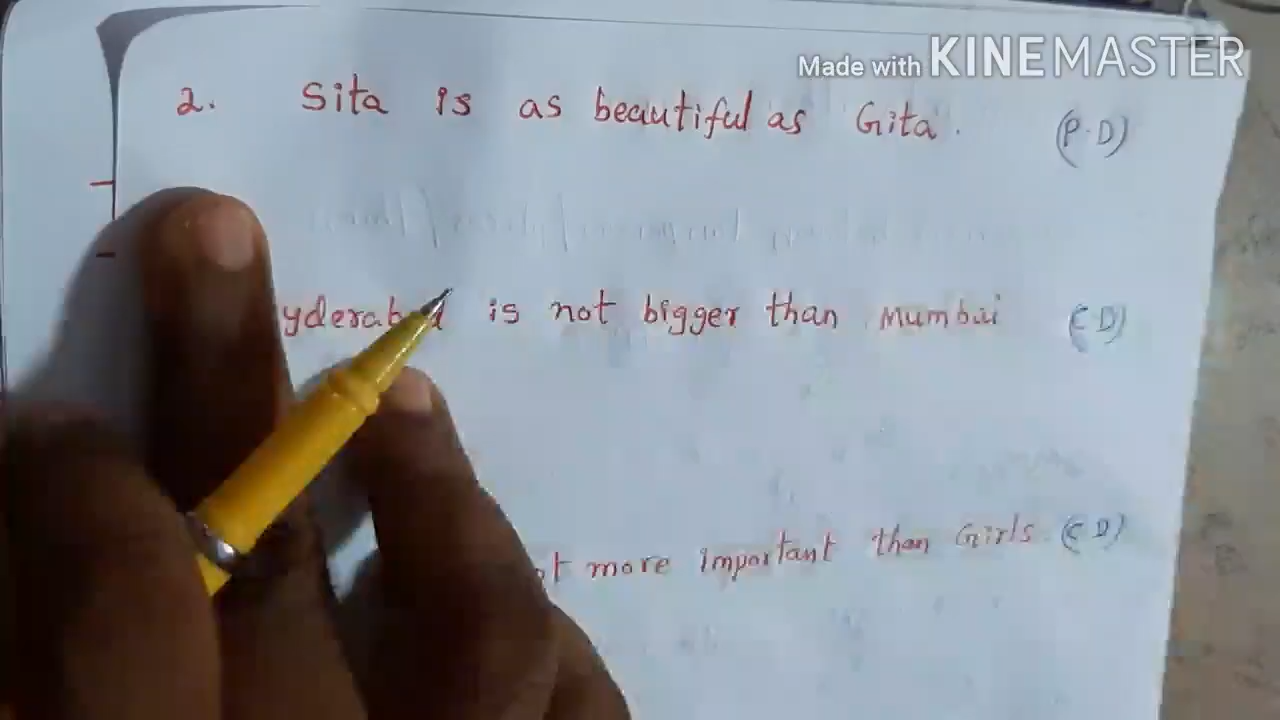 Made with KINEMASTER
2. Sita is as beautiful as Gita. (P.D)
yderabad is not bigger than Mumbai (C D)
more important than Girls. (C D)